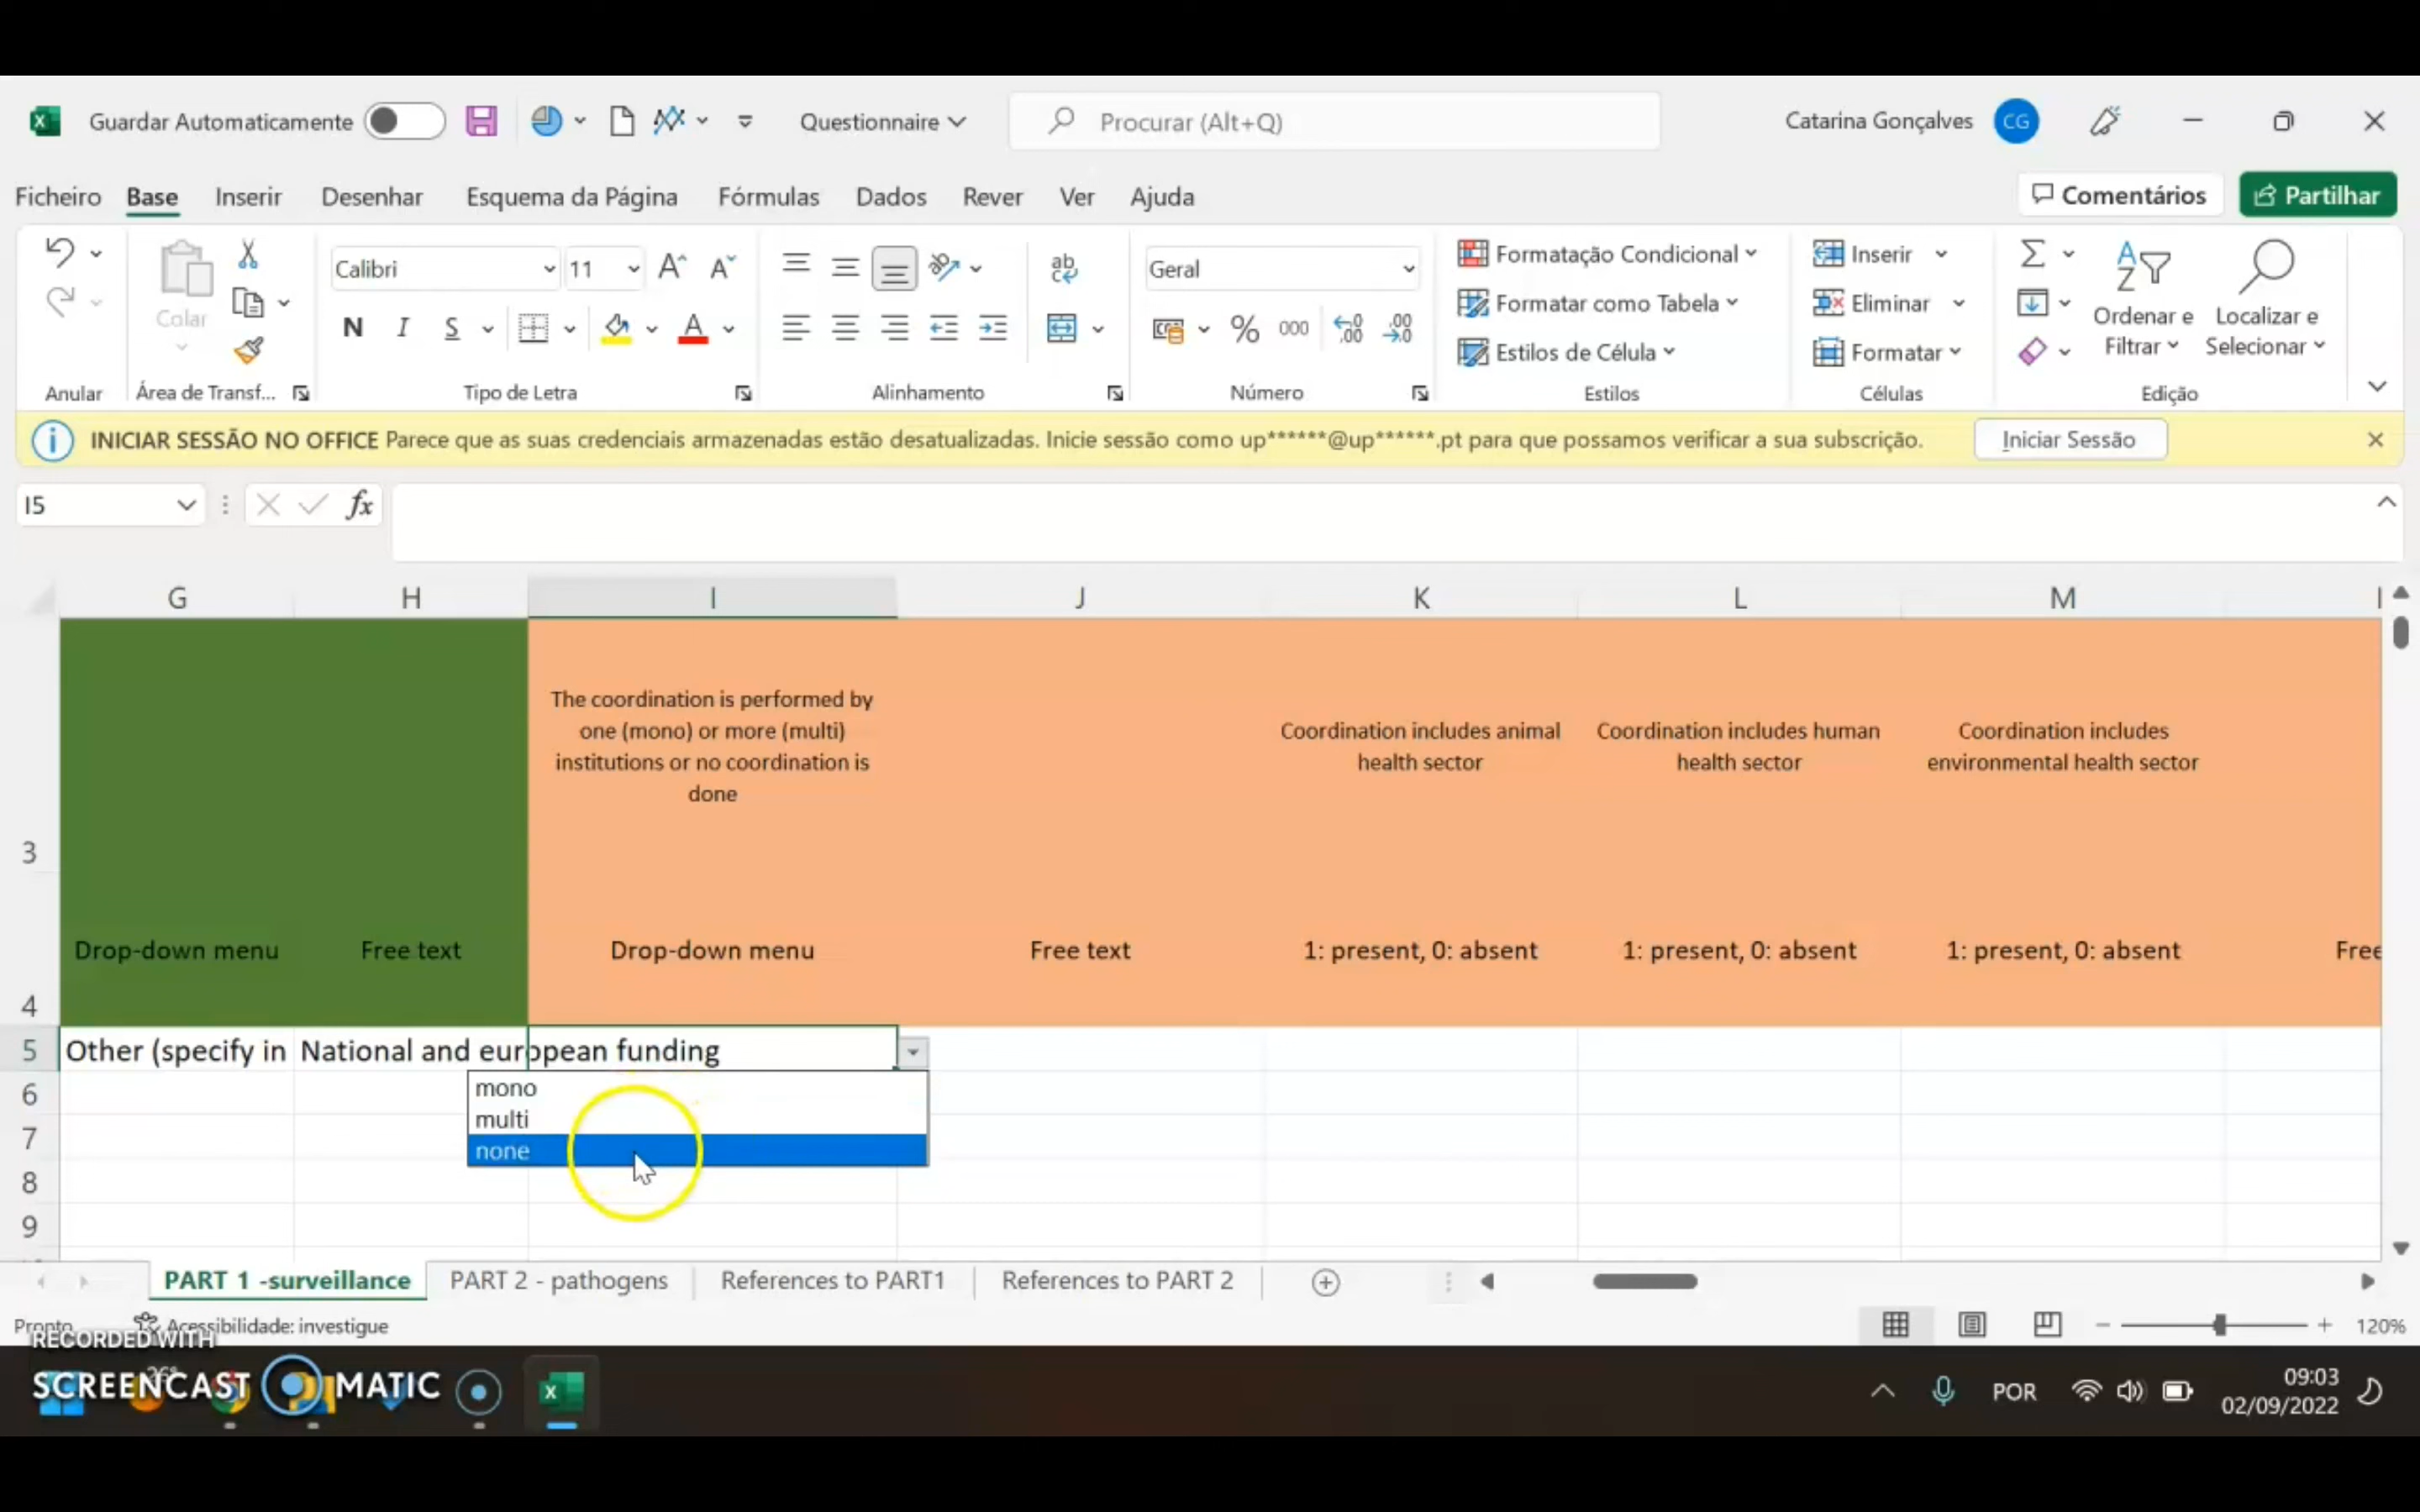 Guardar Automaticamente Questionnaire Procurar (Alt+Q) Catarina Gonçalves CG
Ficheiro Base Inserir Desenhar Esquema da Página Fórmulas Dados Rever Ver Ajuda Comentários Partilhar
Calibri 11 Geral Formatação Condicional Inserir
Colar N I S % 000 Formatar como Tabela Eliminar Ordenar e Filtrar Localizar e Selecionar
Estilos de Célula Formatar
Anular Área de Transf... Tipo de Letra Alinhamento Número Estilos Células Edição
INICIAR SESSÃO NO OFFICE Parece que as suas credenciais armazenadas estão desatualizadas. Inicie sessão como up******@up******.pt para que possamos verificar a sua subscrição. Iniciar Sessão
I5 fx
G H I J K L M
The coordination is performed by
one (mono) or more (multi)
institutions or no coordination is
done
Coordination includes animal
health sector
Coordination includes human
health sector
Coordination includes
environmental health sector
3
Drop-down menu Free text Drop-down menu Free text 1: present, 0: absent 1: present, 0: absent 1: present, 0: absent Free
4
5 Other (specify in National and european funding
6 mono
multi
7 none
8
9
PART 1 -surveillance PART 2 - pathogens References to PART1 References to PART 2
Pronto Acessibilidade: investigue 120%
RECORDED WITH
SCREENCAST MATIC
26°
POR 09:03
02/09/2022